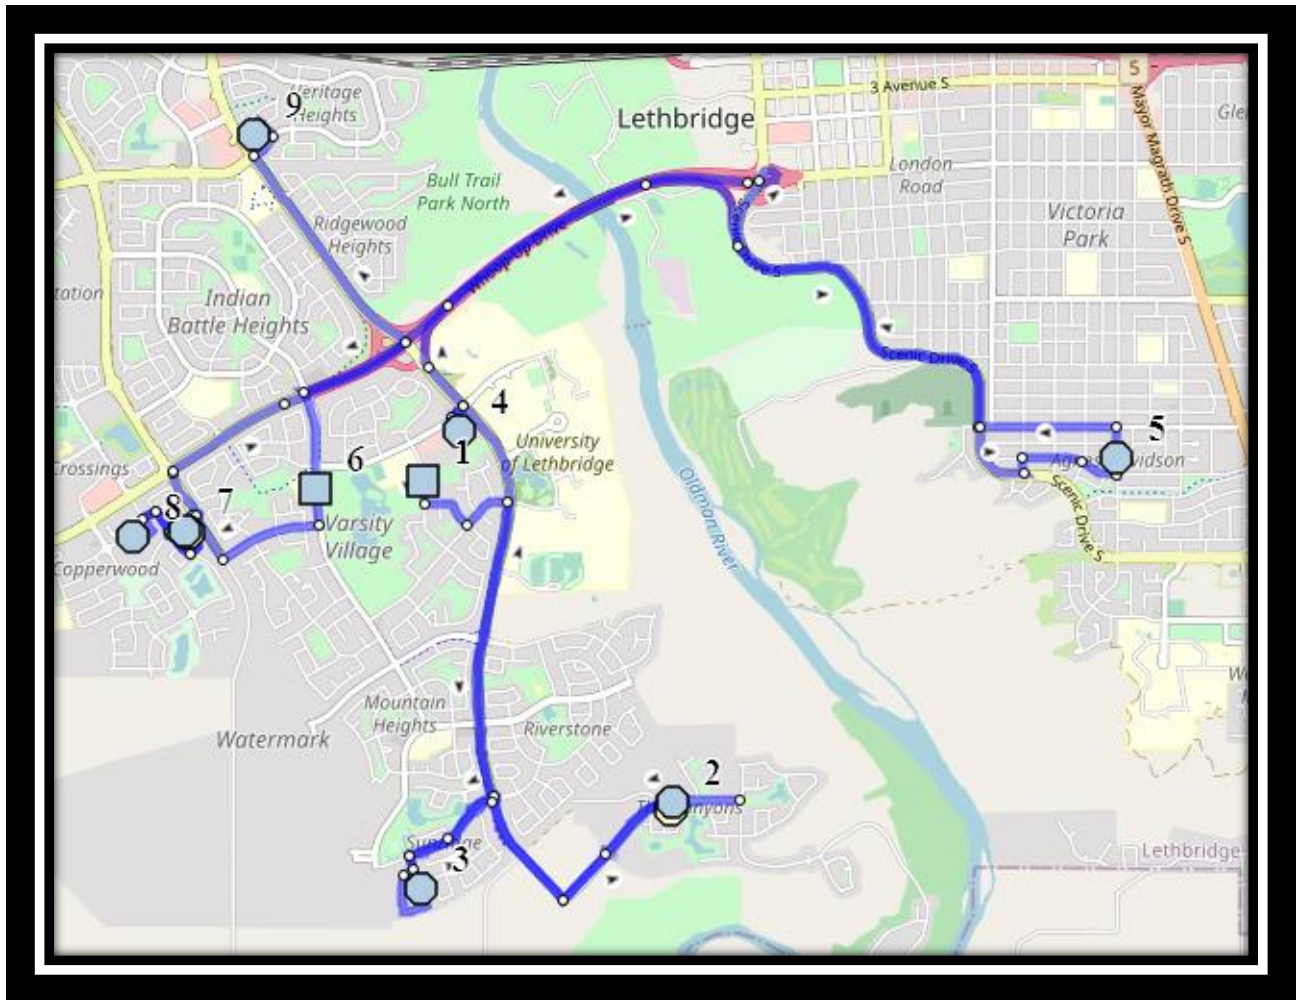 5
3 Avenue S
Mayor Magrath Drive S
9
Heritage
Heights
Lethbridge
London
Road
Bull Trail
Park North
Ridgewood
Heights
Victoria
Park
Whoop-Up Drive
Drive S
Indian
Battle Heights
Scenic Drive S
4
University
of Lethbridge
5
6
1
Crossings
Oldman River
Scenic Drive S
7
8
Varsity
Village
Copperwood
Mountain
Heights
Riverstone
Watermark
2
3
Lethbridge